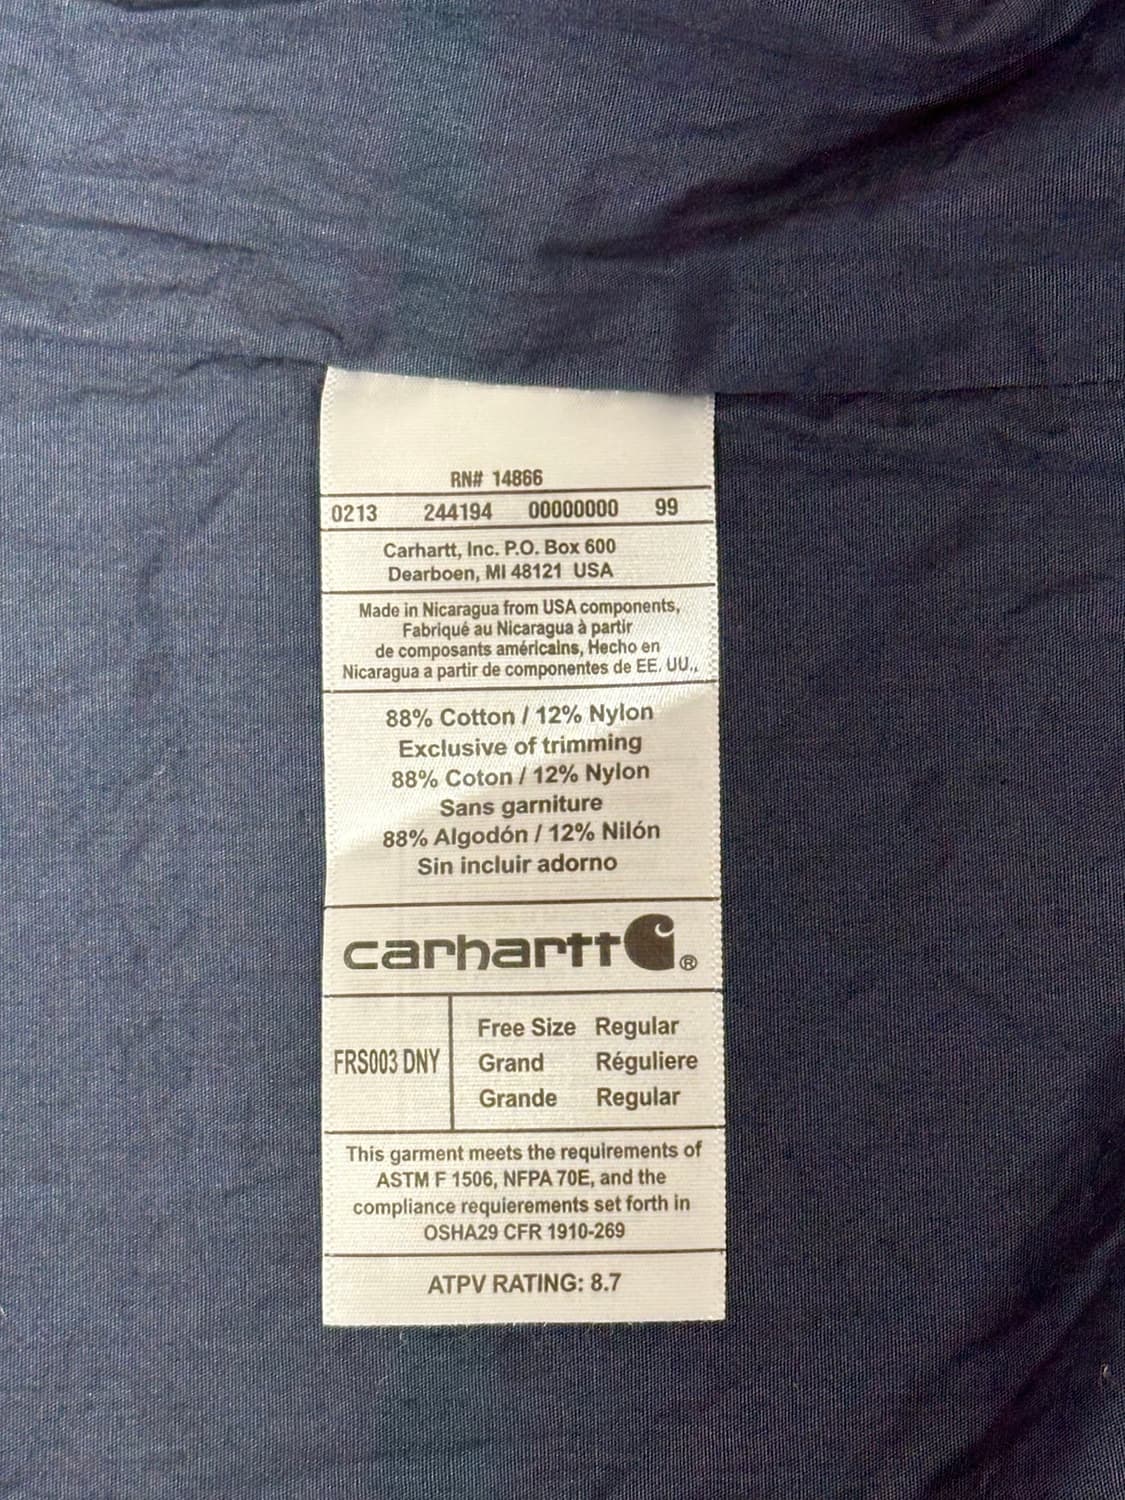 RN# 14866
0213 244194 00000000 99
Carhartt, Inc. P.O. Box 600
Dearboen, MI 48121 USA
Made in Nicaragua from USA components,
Fabriqué au Nicaragua à partir
de composants américalns, Hecho en
Nicaragua a partir de componentes de EE. UU.,
88% Cotton / 12% Nylon
Exclusive of trimming
88% Coton / 12% Nylon
Sans garniture
88% Algodón / 12% Nilón
Sin incluir adorno
carhartt ®
FRS003 DNY
Free Size Regular
Grand Réguliere
Grande Regular
This garment meets the requlrements of
ASTM F 1506, NFPA 70E, and the
compliance requierements set forth in
OSHA29 CFR 1910-269
ATPV RATING: 8.7